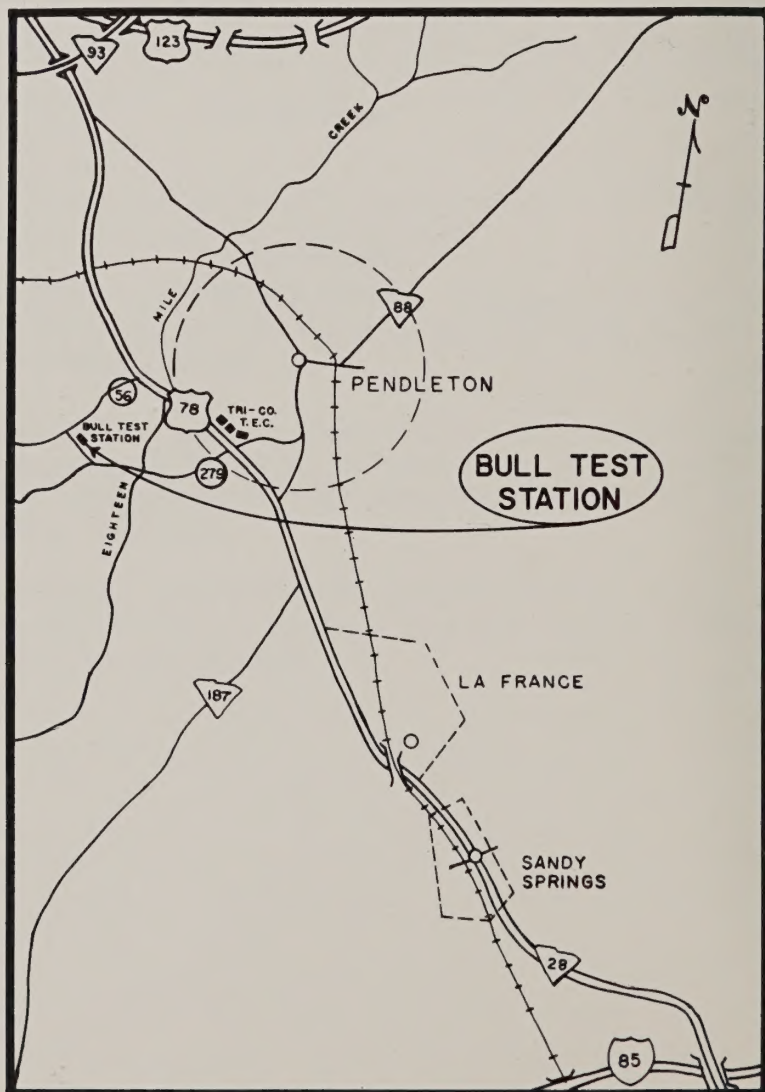 123
93
N
CREEK
88
MILE
PENDLETON
56
78
TRI-CO.
T.E.C.
BULL TEST
STATION
279
BULL TEST
STATION
EIGHTEEN
LA FRANCE
187
SANDY
SPRINGS
28
85